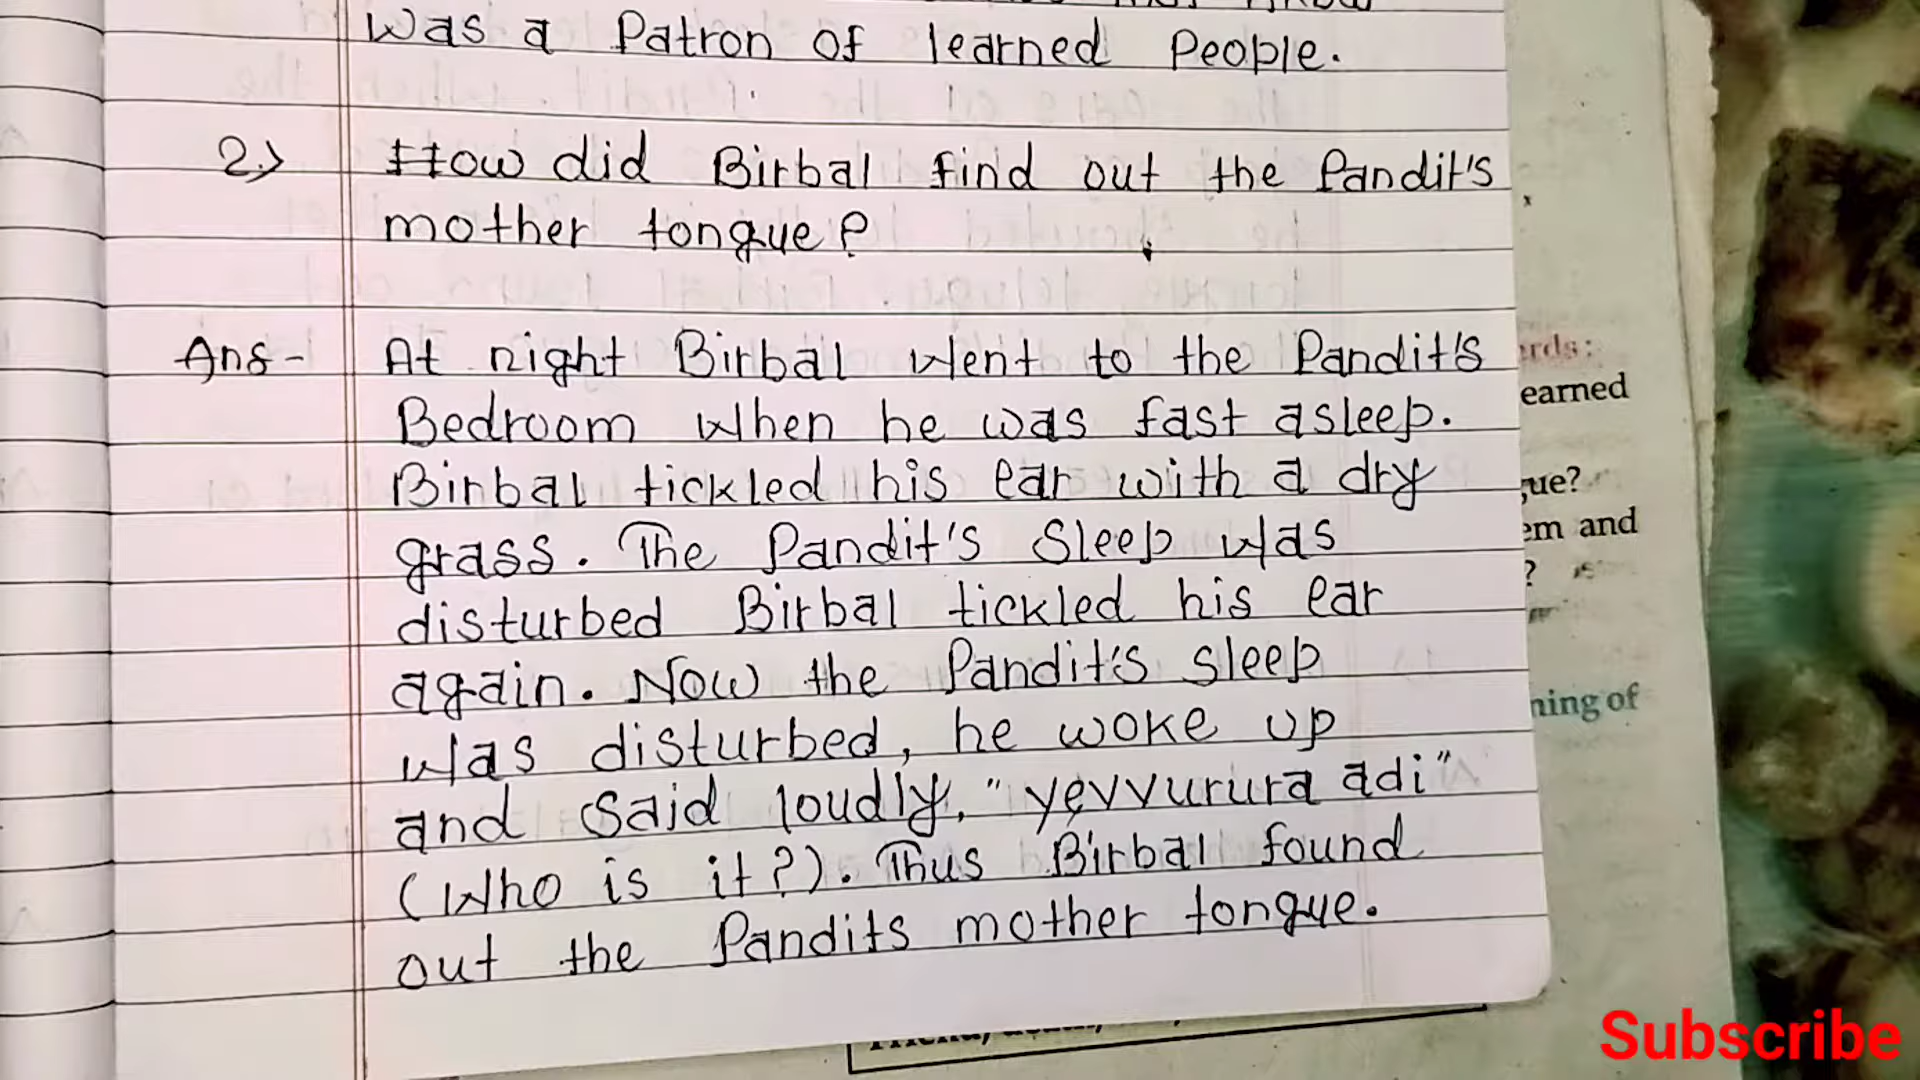 was a Patron of learned People.
2.) How did Birbal find out the Pandit's
mother tongue?
Ans- At night Birbal went to the Pandit's
Bedroom when he was fast asleep.
Birbal tickled his ear with a dry
grass. The Pandit's Sleep was
disturbed Birbal tickled his ear
again. Now the Pandit's sleep
was disturbed, he woke up
and said loudly, "yevvurura adi"
(Who is it?). Thus Birbal found
out the Pandits mother tongue.
erds:
earned
gue?
em and
?
ning of
Subscribe